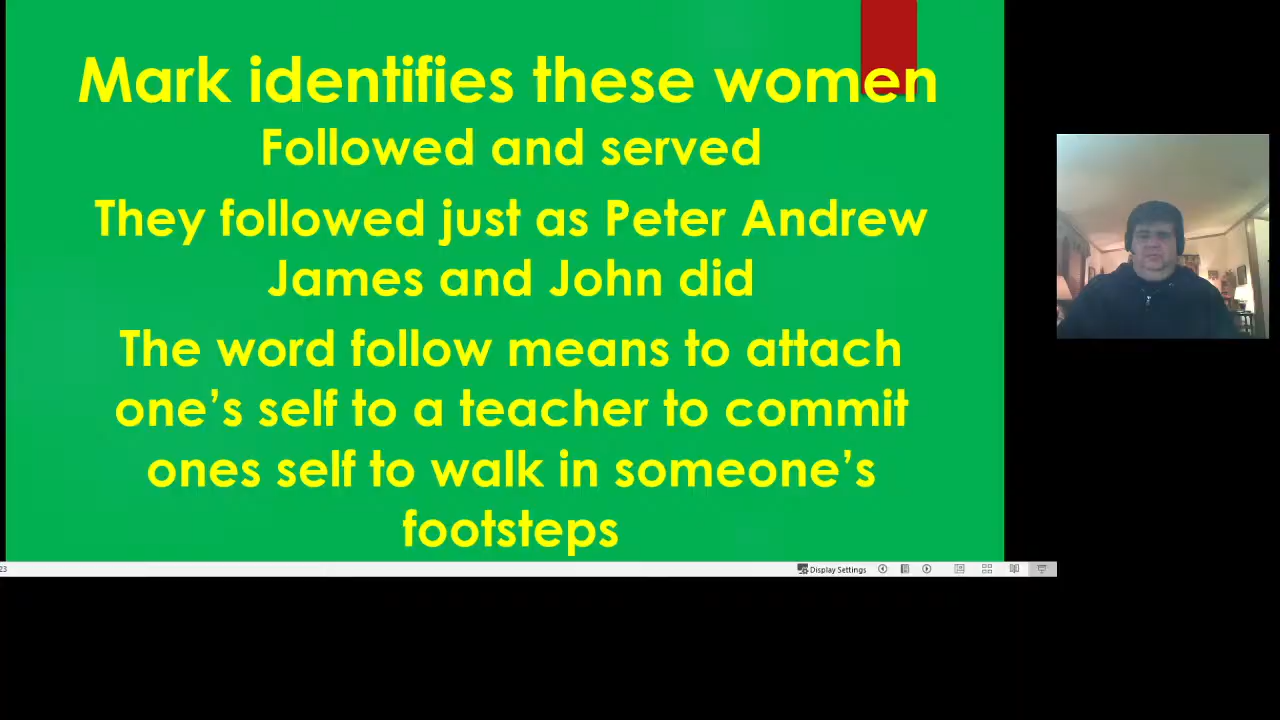 Mark identifies these women
Followed and served
They followed just as Peter Andrew
James and John did
The word follow means to attach
one’s self to a teacher to commit
ones self to walk in someone’s
footsteps
23
Display Settings